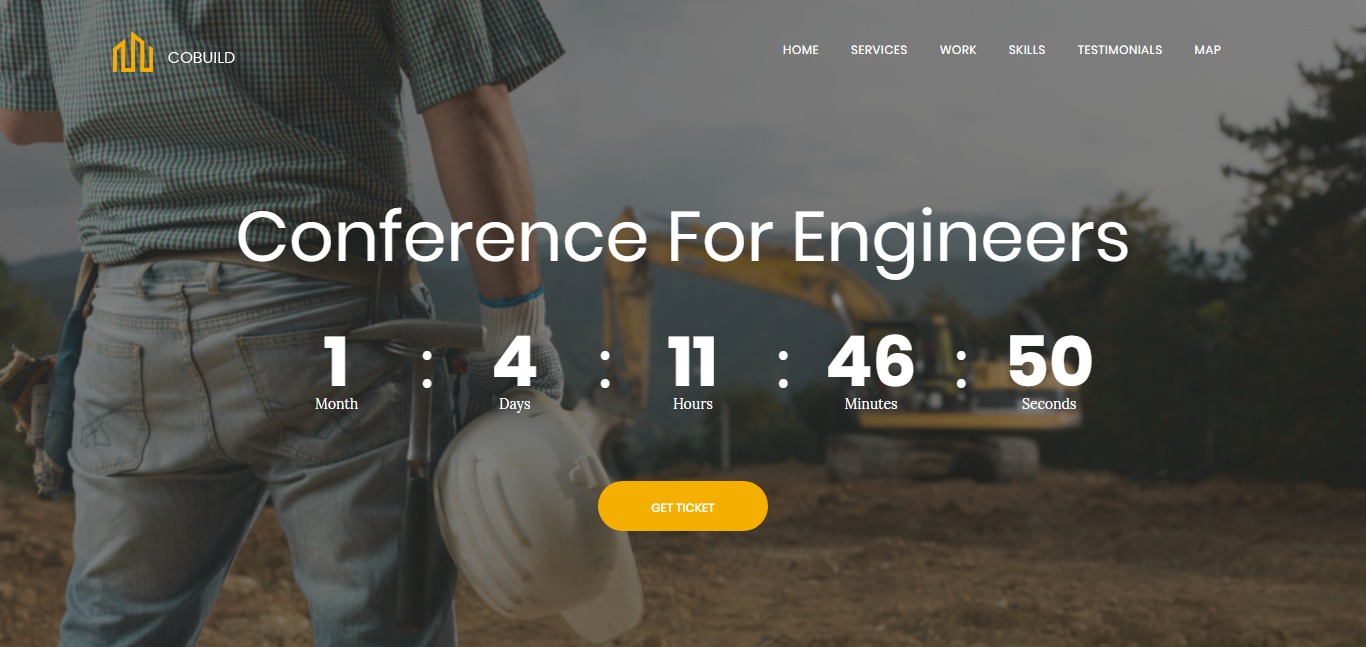 COBUILD
HOME SERVICES WORK SKILLS TESTIMONIALS MAP
Conference For Engineers
1 : 4 : 11 : 46 : 50
Month Days Hours Minutes Seconds
GET TICKET